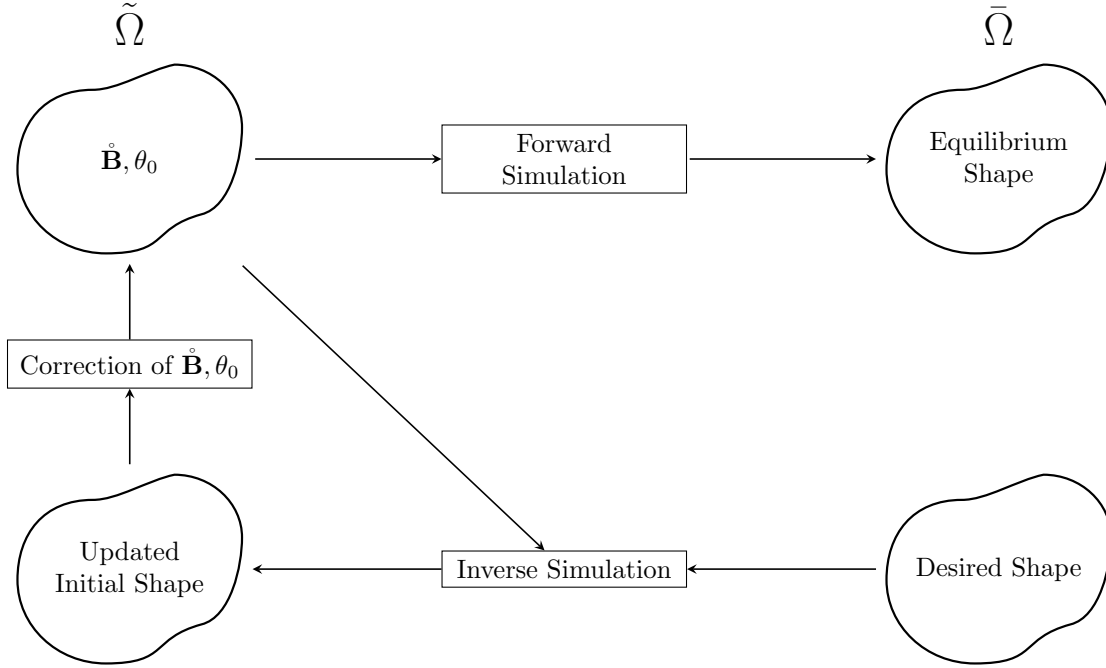 Ω̃
Ω̄
B̊, θ₀
Forward
Simulation
Equilibrium
Shape
Correction of B̊, θ₀
Updated
Initial Shape
Inverse Simulation
Desired Shape